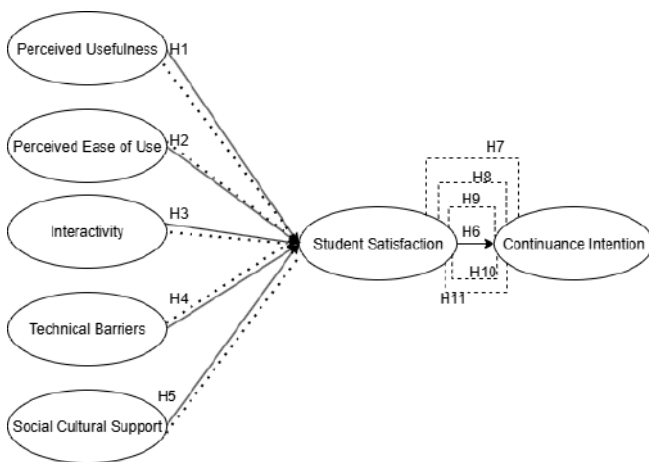 Perceived Usefulness
H1
Perceived Ease of Use
H2
Interactivity
H3
Technical Barriers
H4
Social Cultural Support
H5
Student Satisfaction
H6
Continuance Intention
H7
H8
H9
H10
H11